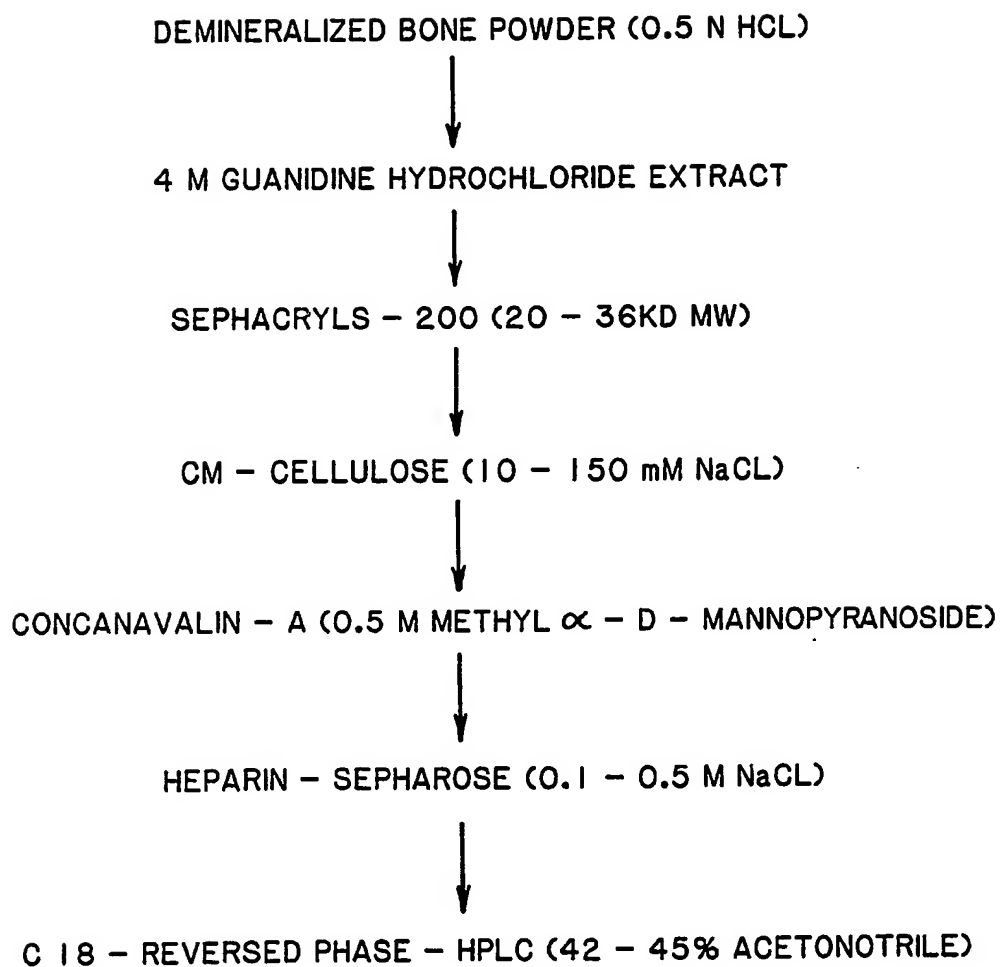 DEMINERALIZED BONE POWDER (0.5 N HCL)
4 M GUANIDINE HYDROCHLORIDE EXTRACT
SEPHACRYLS - 200 (20 - 36KD MW)
CM - CELLULOSE (10 - 150 mM NaCL)
CONCANAVALIN - A (0.5 M METHYL α - D - MANNOPYRANOSIDE)
HEPARIN - SEPHAROSE (0.1 - 0.5 M NaCL)
C 18 - REVERSED PHASE - HPLC (42 - 45% ACETONOTRILE)